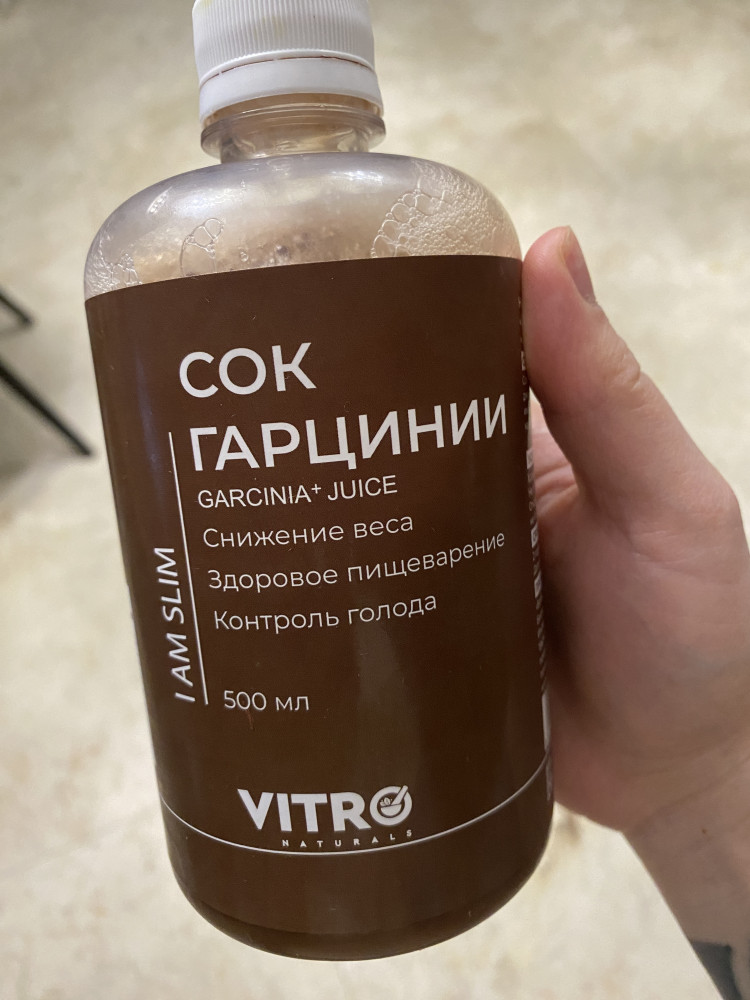 СОК
ГАРЦИНИИ
GARCINIA⁺ JUICE
Снижение веса
Здоровое пищеварение
Контроль голода
I AM SLIM
500 мл
VITRO
NATURALS